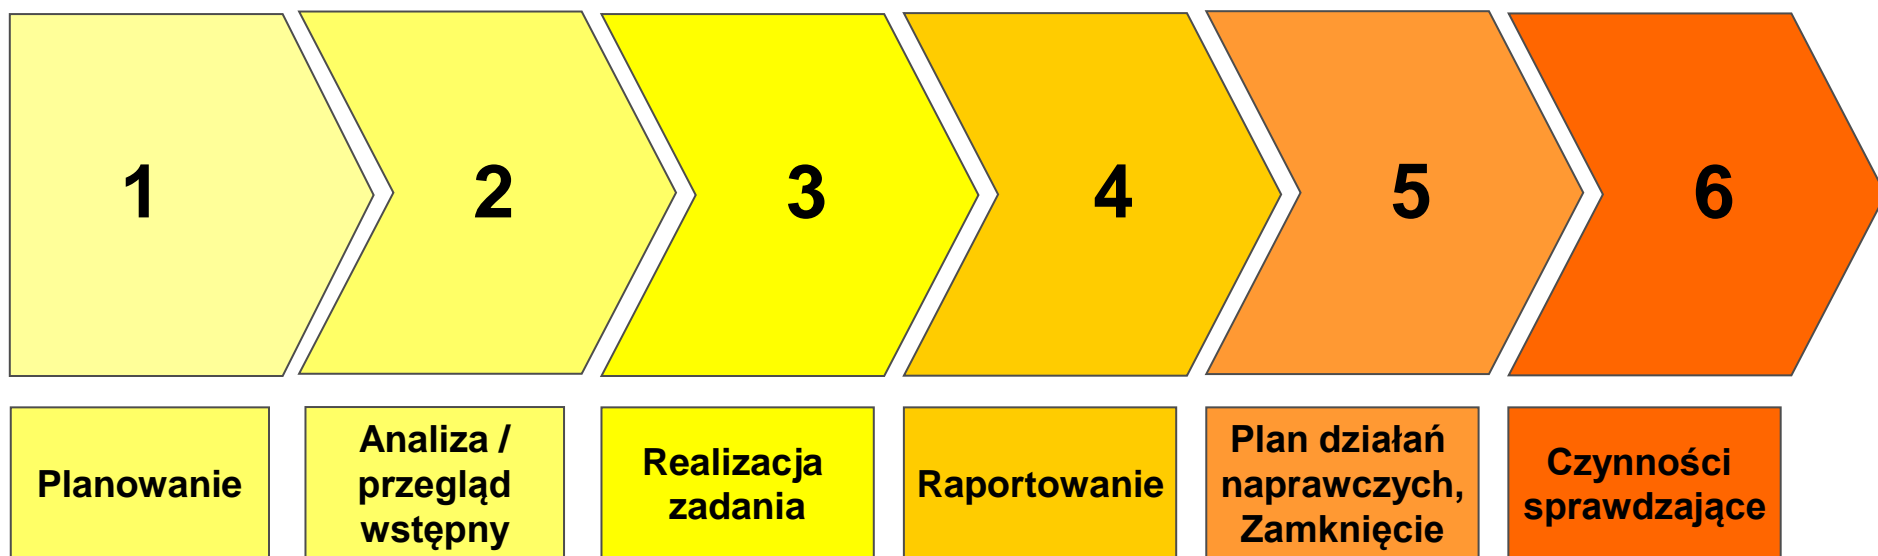 1
2
3
4
5
6
Planowanie
Analiza /
przegląd
wstępny
Realizacja
zadania
Raportowanie
Plan działań
naprawczych,
Zamknięcie
Czynności
sprawdzające